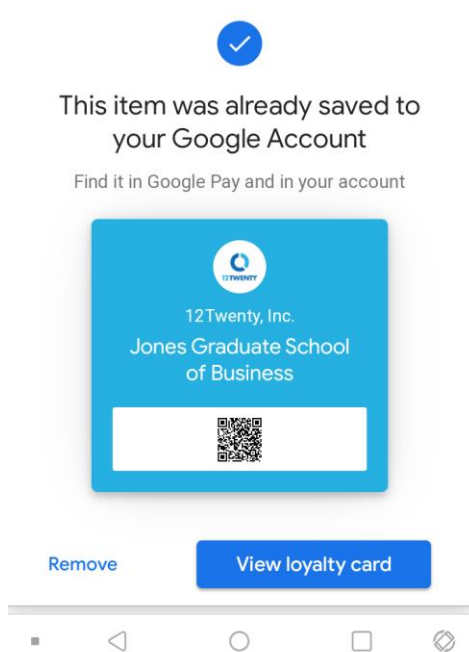 This item was already saved to
your Google Account
Find it in Google Pay and in your account
12TWENTY
12Twenty, Inc.
Jones Graduate School
of Business
Remove
View loyalty card